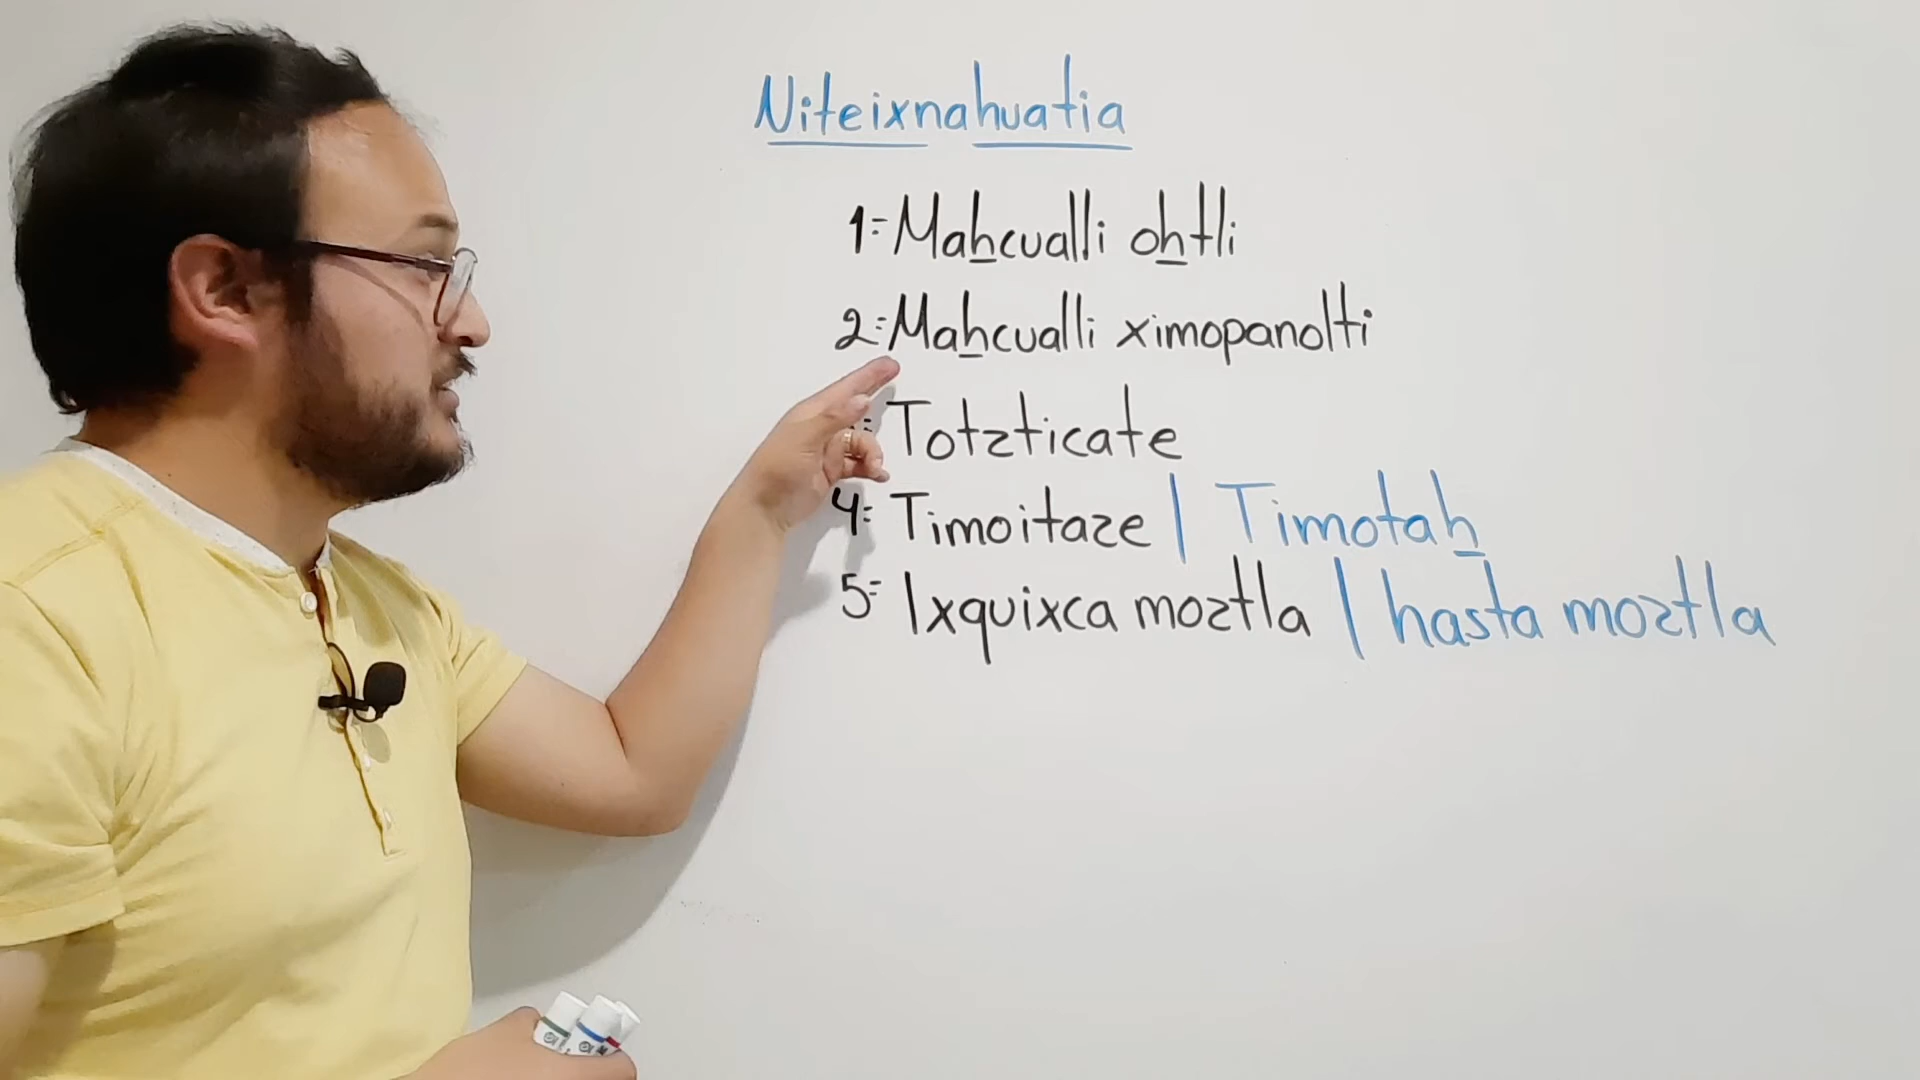 Niteixnahuatia
1= Mahcualli ohtli
2= Mahcualli ximopanolti
= Totzticate
4= Timoitaze | Timotah
5= Ixquixca moztla | hasta moztla